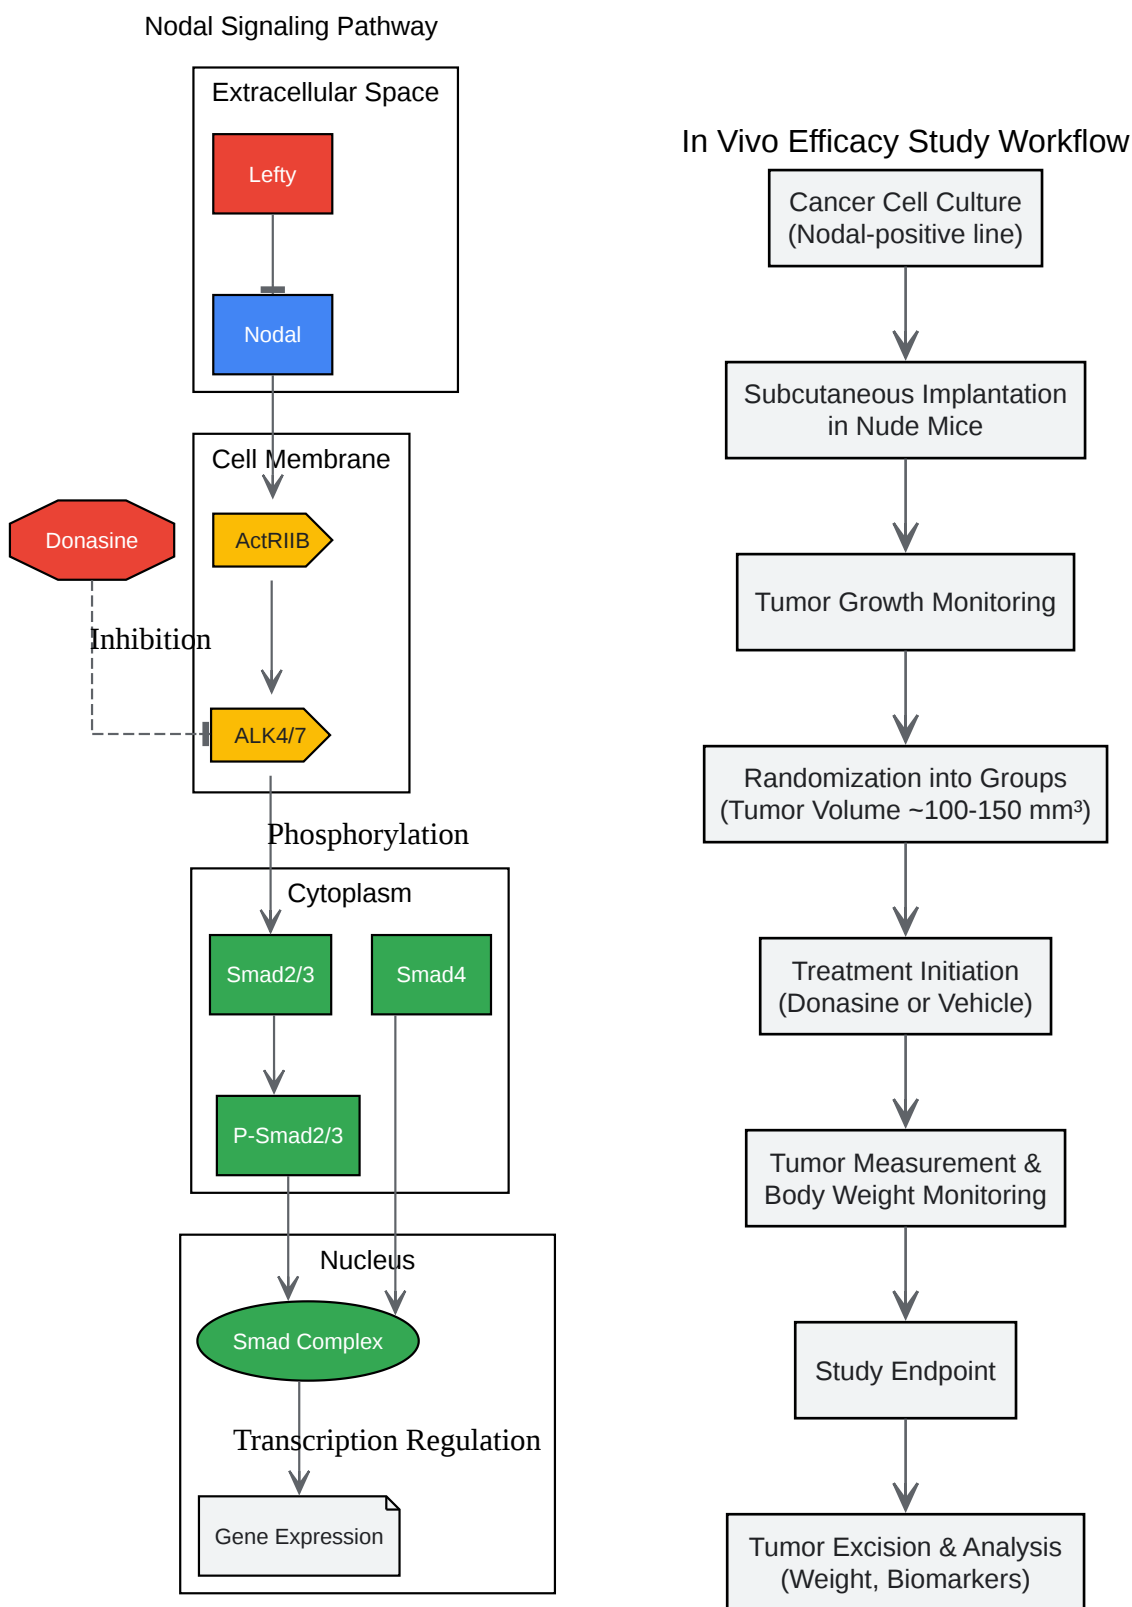 Nodal Signaling Pathway
Extracellular Space
Lefty
Nodal
Cell Membrane
Donasine
ActRIIB
Inhibition
ALK4/7
Phosphorylation
Cytoplasm
Smad2/3
Smad4
P-Smad2/3
Nucleus
Smad Complex
Transcription Regulation
Gene Expression
In Vivo Efficacy Study Workflow
Cancer Cell Culture
(Nodal-positive line)
Subcutaneous Implantation
in Nude Mice
Tumor Growth Monitoring
Randomization into Groups
(Tumor Volume ~100-150 mm³)
Treatment Initiation
(Donasine or Vehicle)
Tumor Measurement &
Body Weight Monitoring
Study Endpoint
Tumor Excision & Analysis
(Weight, Biomarkers)